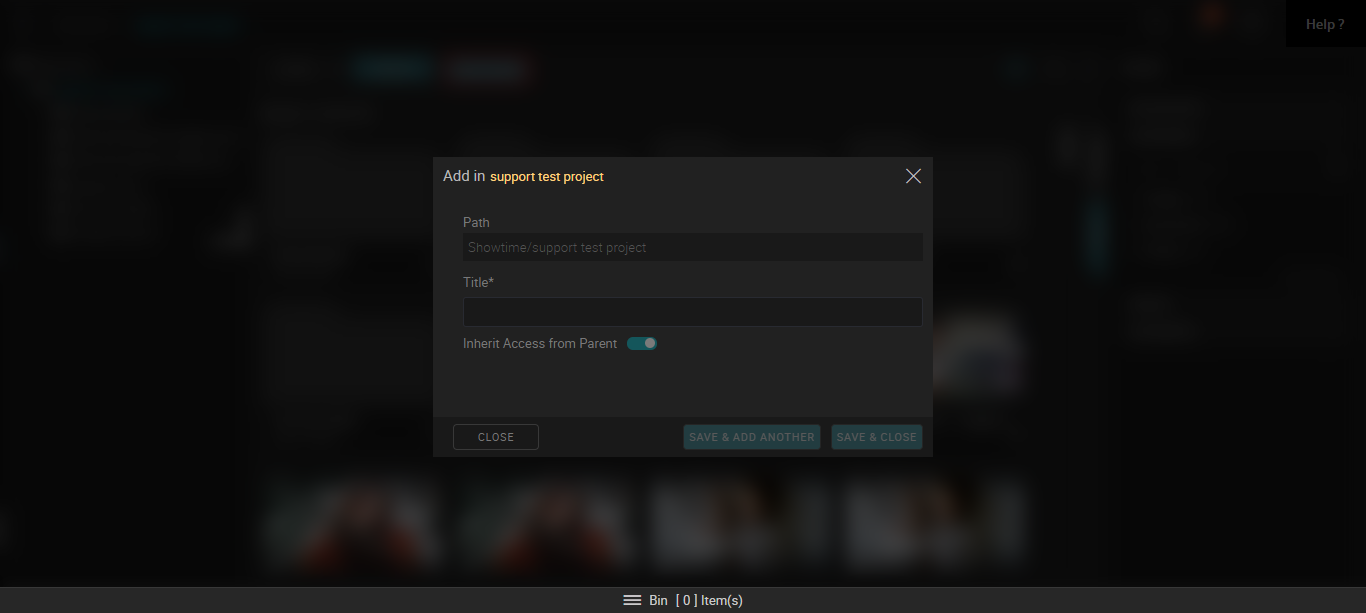 Help ?
Add in support test project
Path
Showtime/support test project
Title*
Inherit Access from Parent
CLOSE
SAVE & ADD ANOTHER
SAVE & CLOSE
Bin [ 0 ] Item(s)